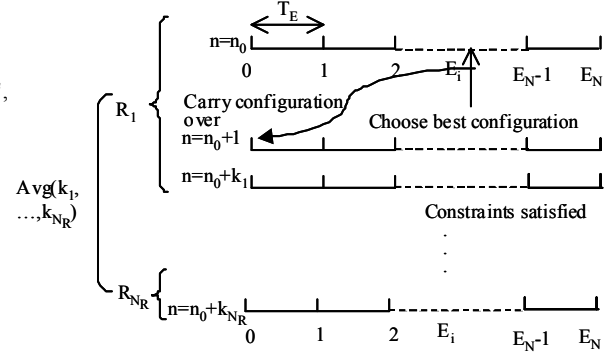 T_E
n=n_0
0 1 2 E_i E_N-1 E_N
R_1
Carry configuration
over
Choose best configuration
n=n_0+1
n=n_0+k_1
Avg(k_1,
…,k_{N_R})
Constraints satisfied
R_{N_R}
n=n_0+k_{N_R}
0 1 2 E_i E_N-1 E_N